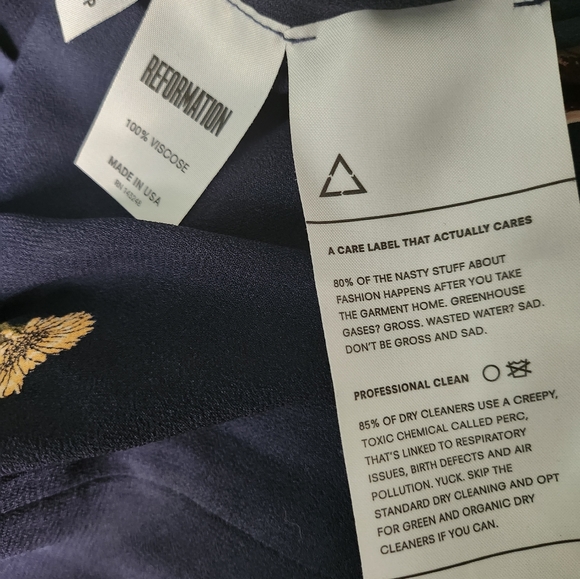 P
REFORMATION
100% VISCOSE
MADE IN USA
A CARE LABEL THAT ACTUALLY CARES
80% OF THE NASTY STUFF ABOUT
FASHION HAPPENS AFTER YOU TAKE
THE GARMENT HOME. GREENHOUSE
GASES? GROSS. WASTED WATER? SAD.
DON'T BE GROSS AND SAD.
PROFESSIONAL CLEAN
85% OF DRY CLEANERS USE A CREEPY,
TOXIC CHEMICAL CALLED PERC,
THAT'S LINKED TO RESPIRATORY
ISSUES, BIRTH DEFECTS AND AIR
POLLUTION. YUCK. SKIP THE
STANDARD DRY CLEANING AND OPT
FOR GREEN AND ORGANIC DRY
CLEANERS IF YOU CAN.